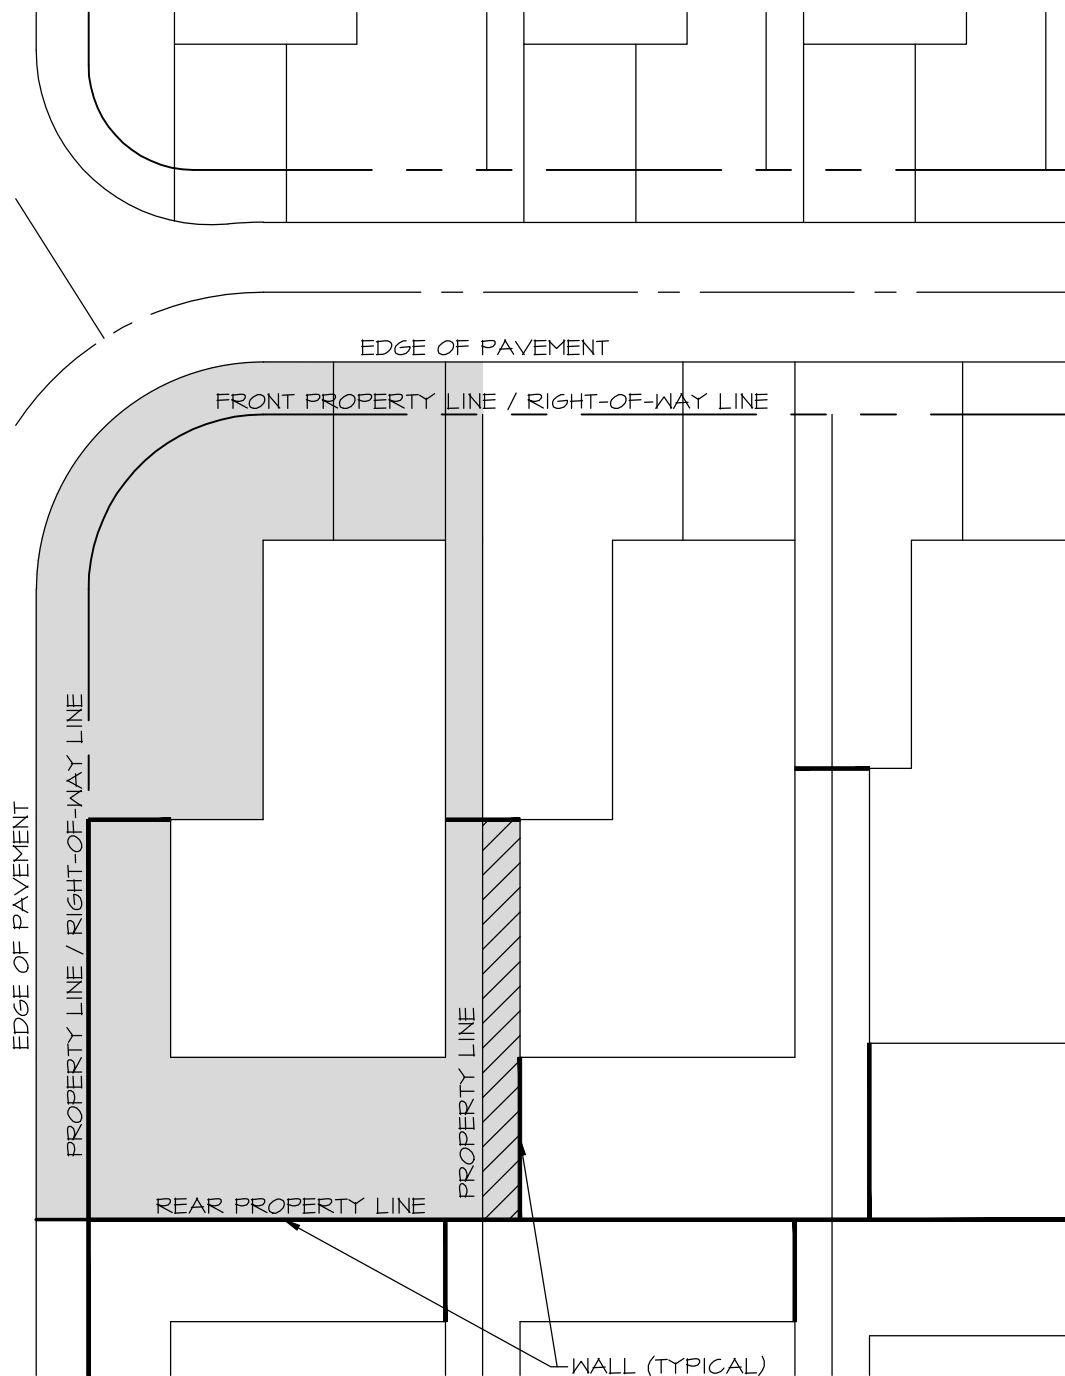 EDGE OF PAVEMENT
FRONT PROPERTY LINE / RIGHT-OF-WAY LINE
PROPERTY LINE / RIGHT-OF-WAY LINE
EDGE OF PAVEMENT
PROPERTY LINE
REAR PROPERTY LINE
WALL (TYPICAL)